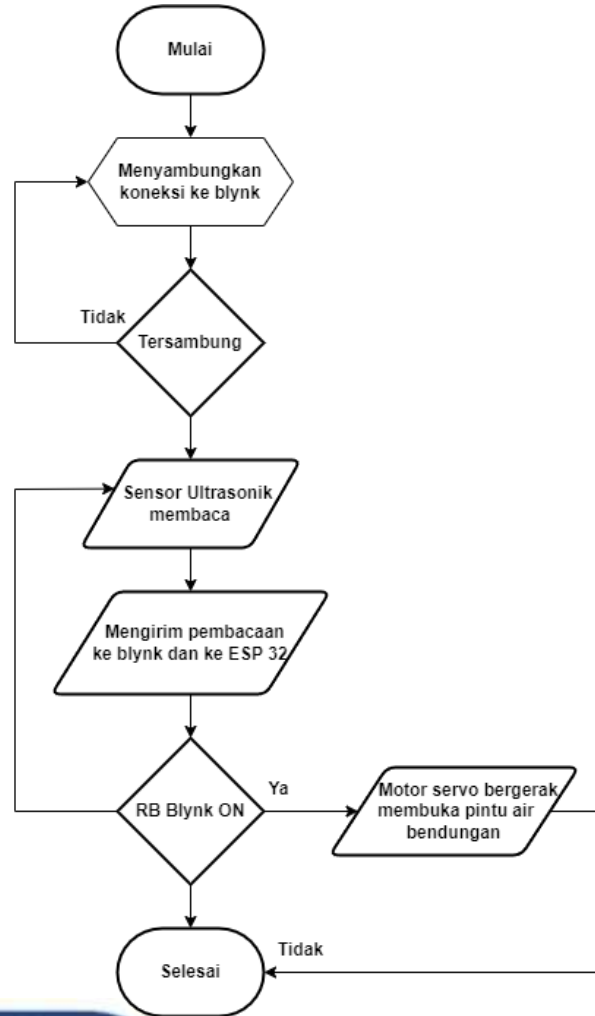 Mulai
Menyambungkan
koneksi ke blynk
Tidak
Tersambung
Sensor Ultrasonik
membaca
Mengirim pembacaan
ke blynk dan ke ESP 32
RB Blynk ON
Ya
Motor servo bergerak
membuka pintu air
bendungan
Tidak
Selesai